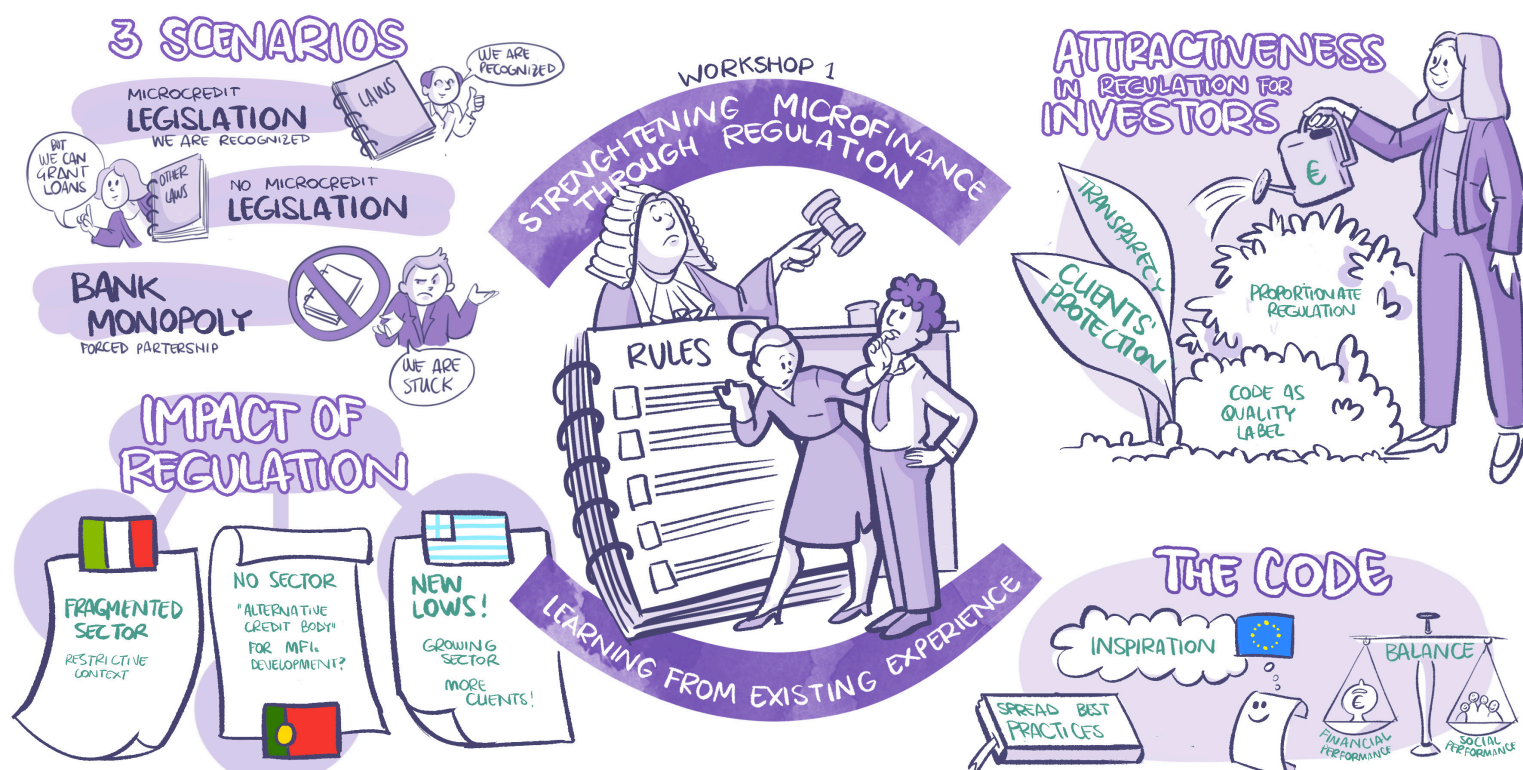 3 SCENARIOS
MICROCREDIT
LEGISLATION
WE ARE RECOGNIZED
LAWS
WE ARE
RECOGNIZED
BUT
WE CAN
GRANT
LOANS
OTHER
LAWS
NO MICROCREDIT
LEGISLATION
BANK
MONOPOLY
FORCED PARTERSHIP
WE ARE
STUCK
IMPACT OF
REGULATION
FRAGMENTED
SECTOR
RESTRICTIVE
CONTEXT
NO SECTOR
"ALTERNATIVE
CREDIT BODY"
FOR MFIs
DEVELOPMENT?
NEW
LOWS!
GROWING
SECTOR
MORE
CLIENTS!
WORKSHOP 1
STRENGHTENING MICROFINANCE
THROUGH REGULATION
RULES
LEARNING FROM EXISTING EXPERIENCE
ATTRACTIVENESS
IN REGULATION FOR
INVESTORS
€
TRANSPARECY
CLIENTS'
PROTECTION
PROPORTIONATE
REGULATION
CODE AS
QUALITY
LABEL
THE CODE
INSPIRATION
SPREAD BEST
PRACTICES
BALANCE
€
FINANCIAL
PERFORMANCE
SOCIAL
PERFORMANCE